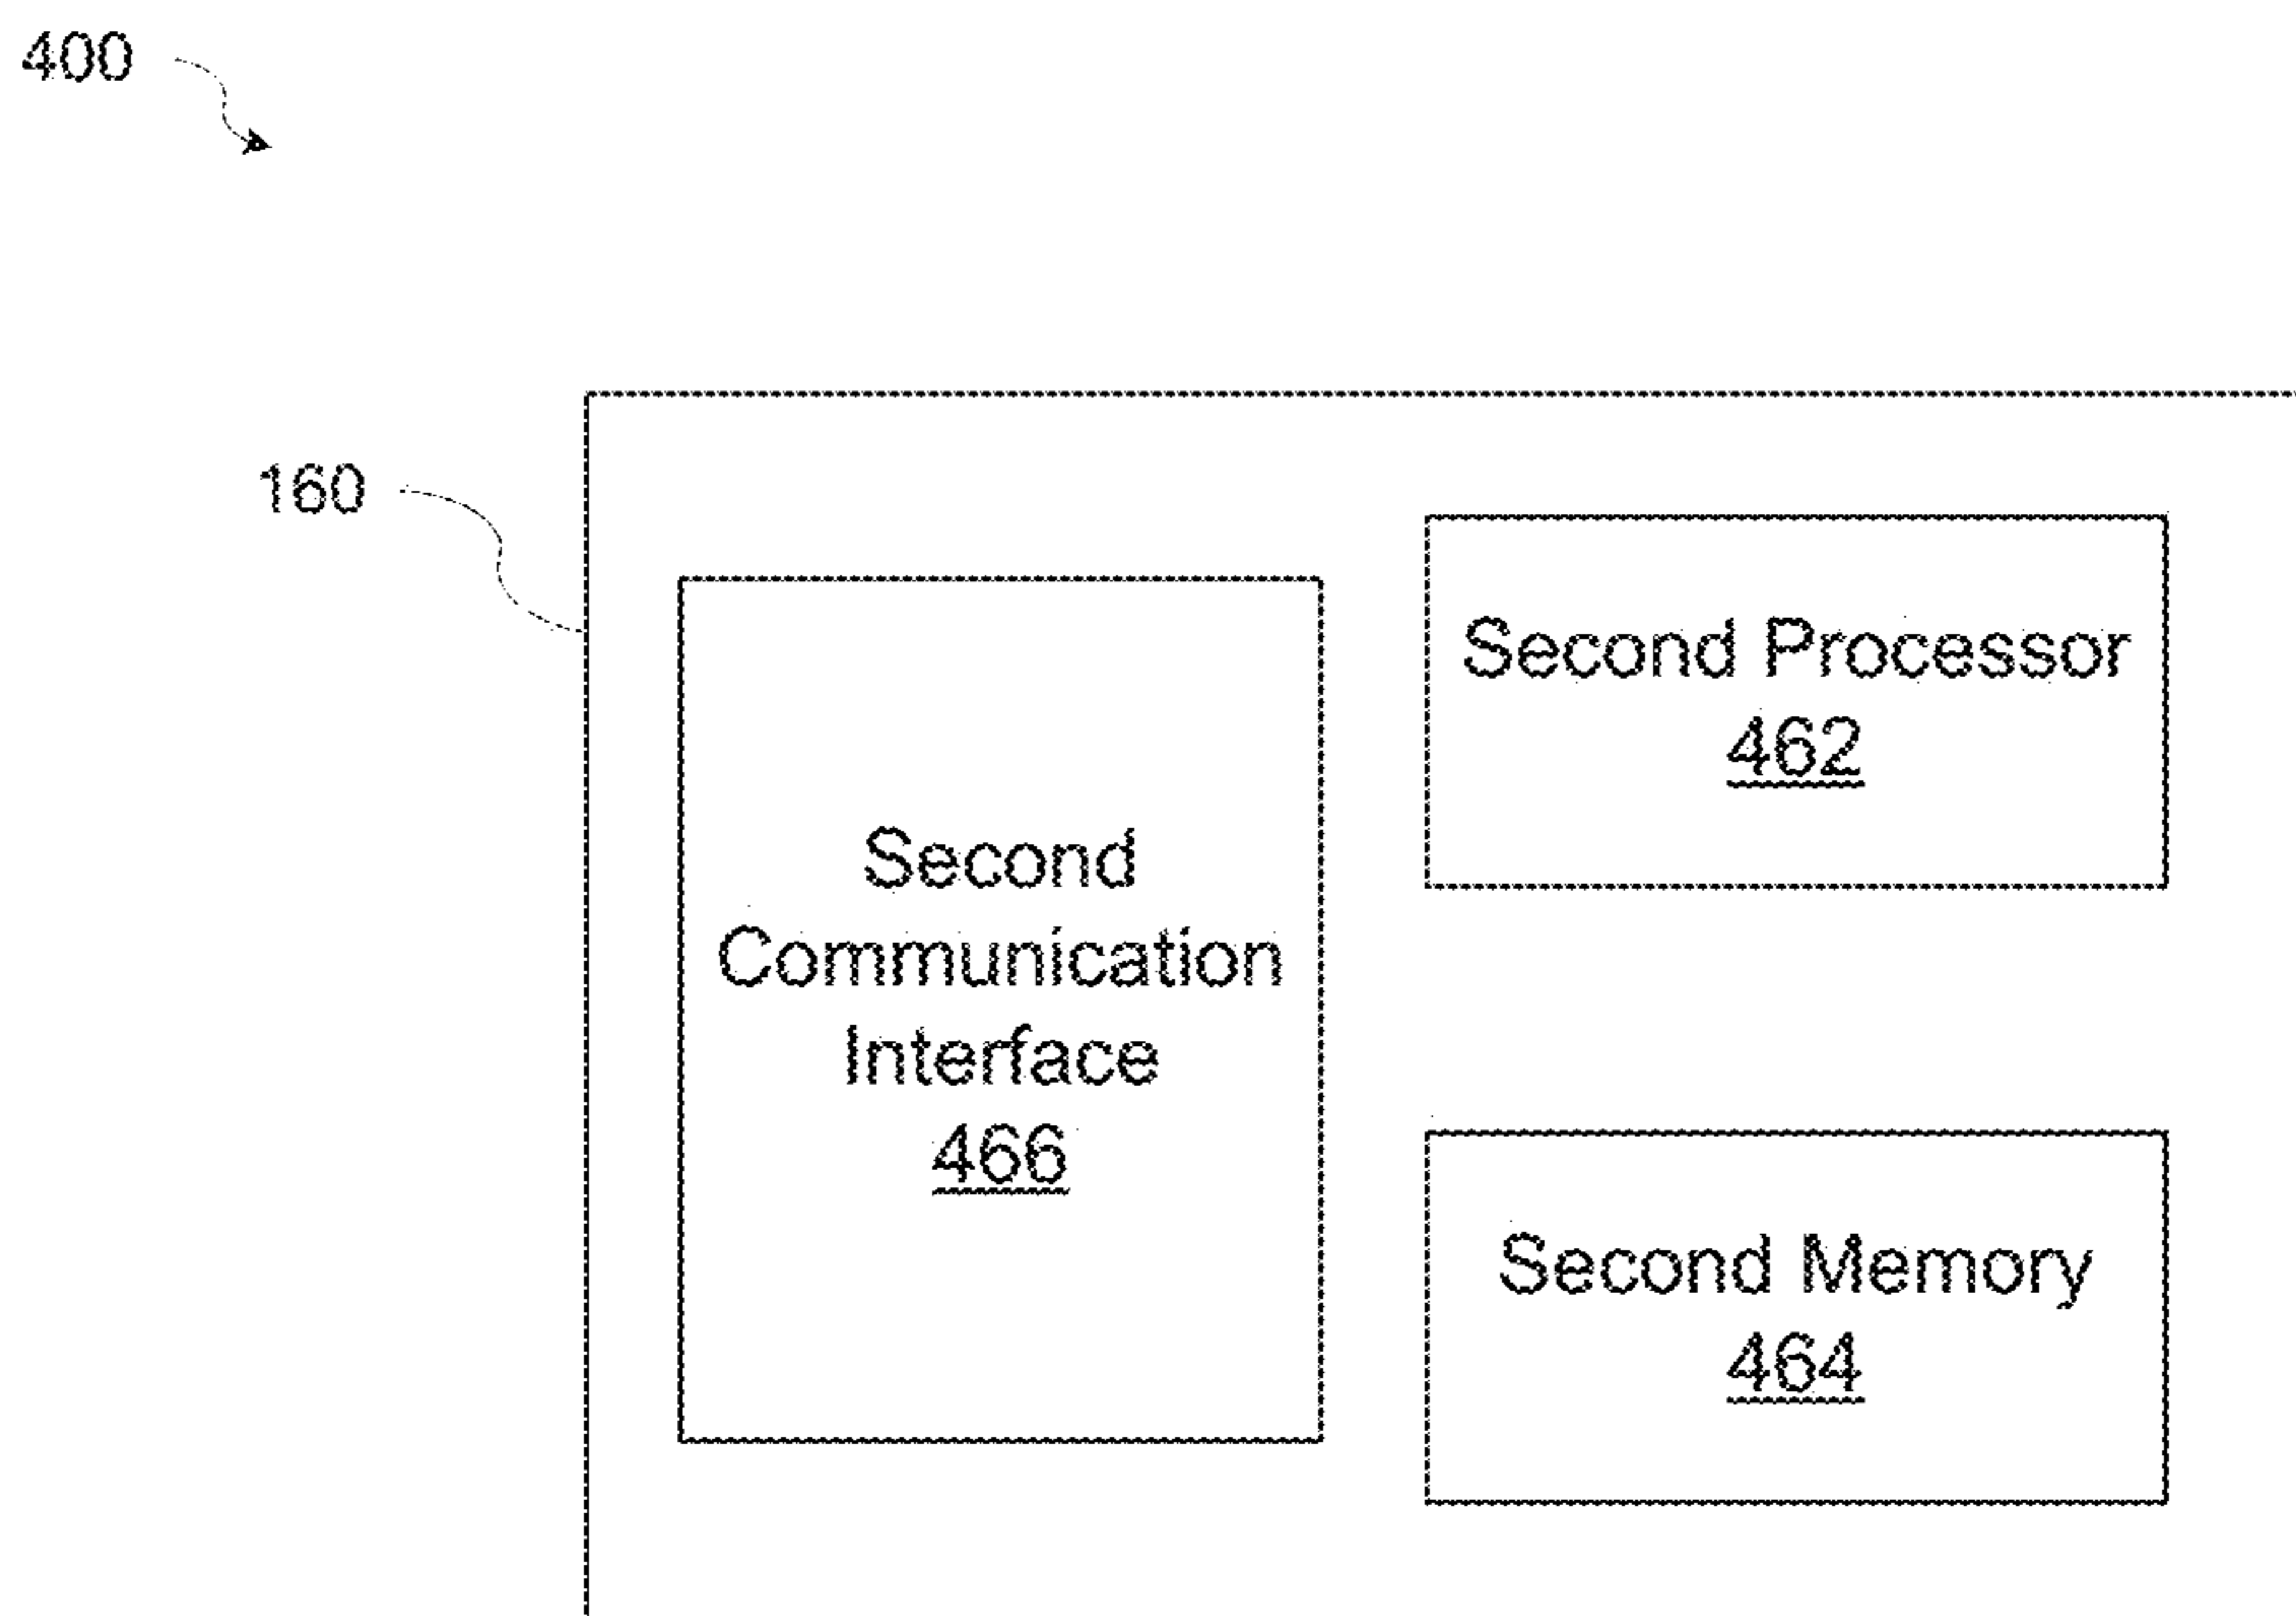 400
160
Second Processor
462
Second
Communication
Interface
466
Second Memory
464